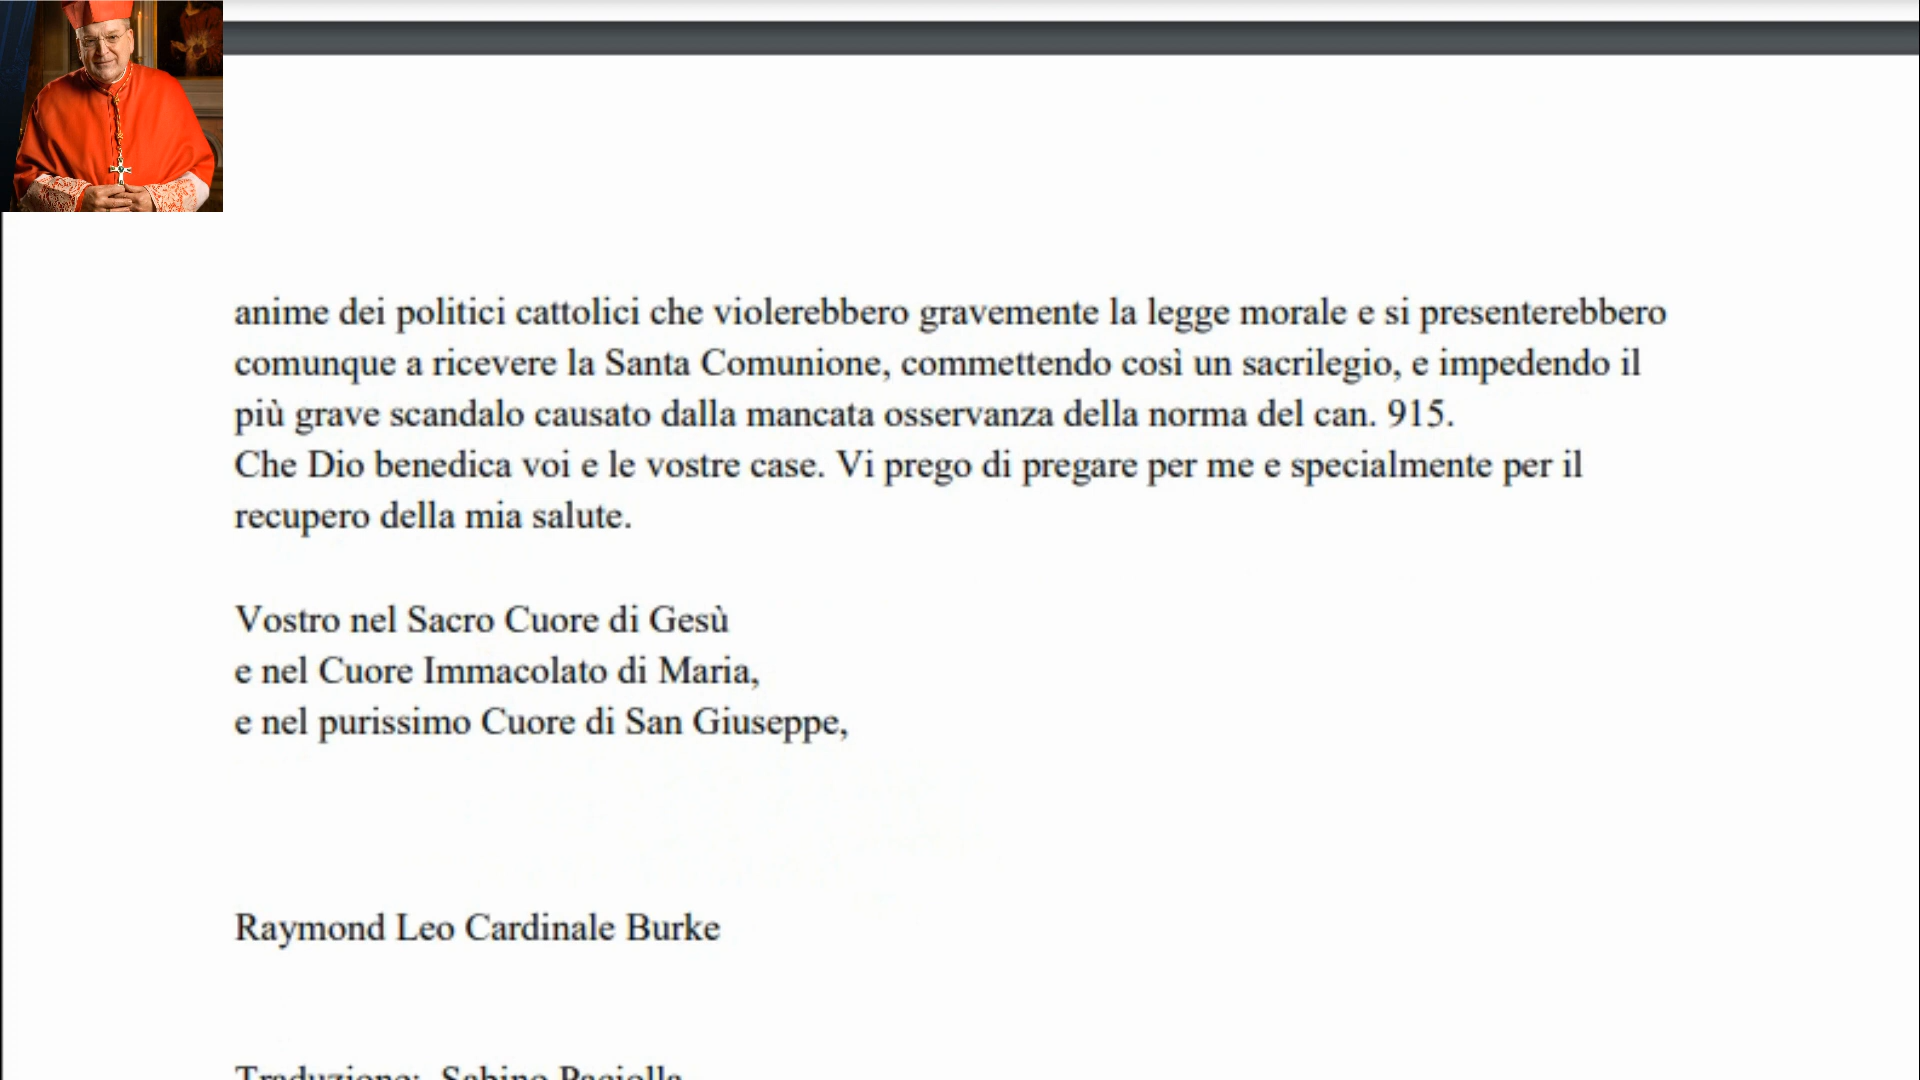 anime dei politici cattolici che violerebbero gravemente la legge morale e si presenterebbero
comunque a ricevere la Santa Comunione, commettendo così un sacrilegio, e impedendo il
più grave scandalo causato dalla mancata osservanza della norma del can. 915.
Che Dio benedica voi e le vostre case. Vi prego di pregare per me e specialmente per il
recupero della mia salute.
Vostro nel Sacro Cuore di Gesù
e nel Cuore Immacolato di Maria,
e nel purissimo Cuore di San Giuseppe,
Raymond Leo Cardinale Burke
Traduzione: Sabino Paciolla